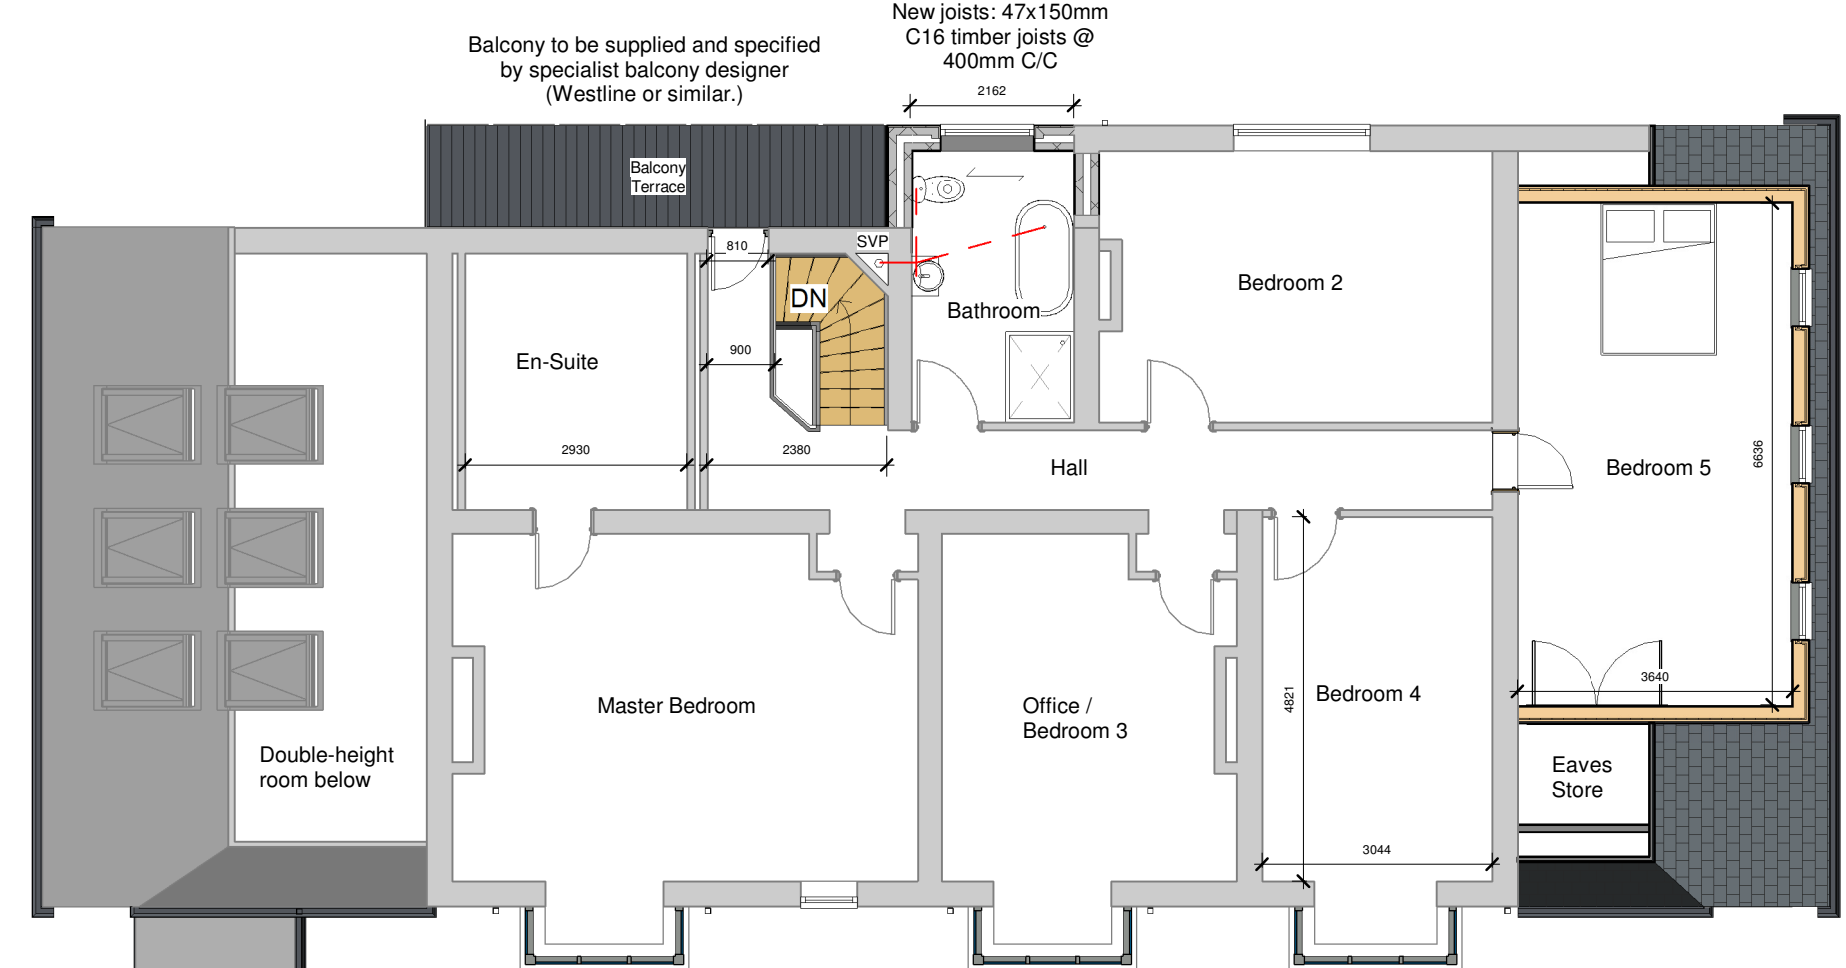 New joists: 47x150mm
C16 timber joists @
400mm C/C
Balcony to be supplied and specified
by specialist balcony designer
(Westline or similar.)
2162
Balcony
Terrace
810
SVP
DN
Bathroom
Bedroom 2
En-Suite
900
2930
2380
Hall
Bedroom 5
6636
3640
Master Bedroom
Office /
Bedroom 3
4821
Bedroom 4
3044
Double-height
room below
Eaves
Store